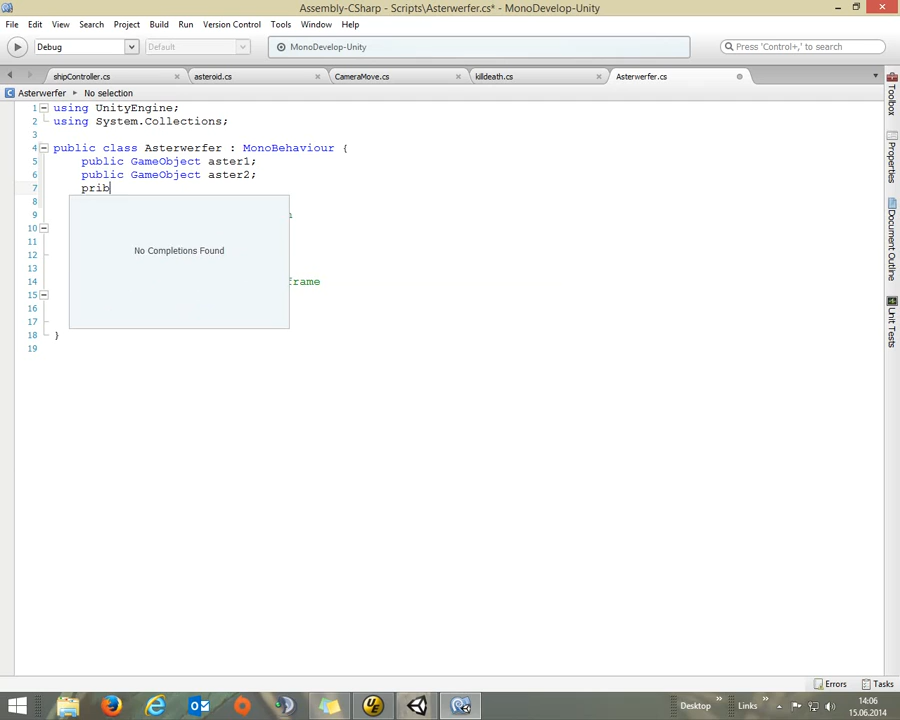 Assembly-CSharp - Scripts\Asterwerfer.cs* - MonoDevelop-Unity
File Edit View Search Project Build Run Version Control Tools Window Help
Debug Default MonoDevelop-Unity Press 'Control+,' to search
shipController.cs asteroid.cs CameraMove.cs killdeath.cs Asterwerfer.cs
Asterwerfer No selection
1 using UnityEngine;
2 using System.Collections;
3
4 public class Asterwerfer : MonoBehaviour {
5 public GameObject aster1;
6 public GameObject aster2;
7 prib
8
9
10
11
12
13
14 frame
15
16
17
18 }
19
No Completions Found
Toolbox
Properties
Document Outline
Unit Tests
Errors Tasks
Desktop Links 14:06
15.06.2014